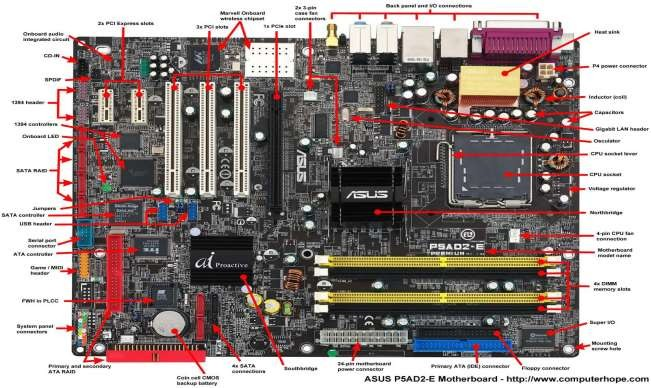 2x PCI Express slots
Marvell Onboard
wireless chipset
2x PCI slots
1x PCIe slot
2x 3-pin
case fan
connectors
Back panel and I/O connections
Heat sink
Onboard audio
integrated circuit
CD-IN
SPDIF
1394 header
1394 controllers
Onboard LED
SATA RAID
Jumpers
SATA controller
USB header
Serial port
connector
ATA controller
Game / MIDI
header
FWH in PLCC
System panel
connectors
Primary and secondary
ATA RAID
Coin cell CMOS
backup battery
4x SATA
connections
Southbridge
24-pin motherboard
power connector
Primary ATA (IDE) connector
Floppy connector
P4 power connector
Inductor (coil)
Capacitors
Gigabit LAN header
Osculator
CPU socket lever
CPU socket
Voltage regulator
Northbridge
4-pin CPU fan
connection
Motherboard
model name
4x DIMM
memory slots
Super I/O
Mounting
screw hole
ASUS
ASUS
ASUS
P5AD2-E
PREMIUM
Ai Proactive
ASUS P5AD2-E Motherboard - http://www.computerhope.com